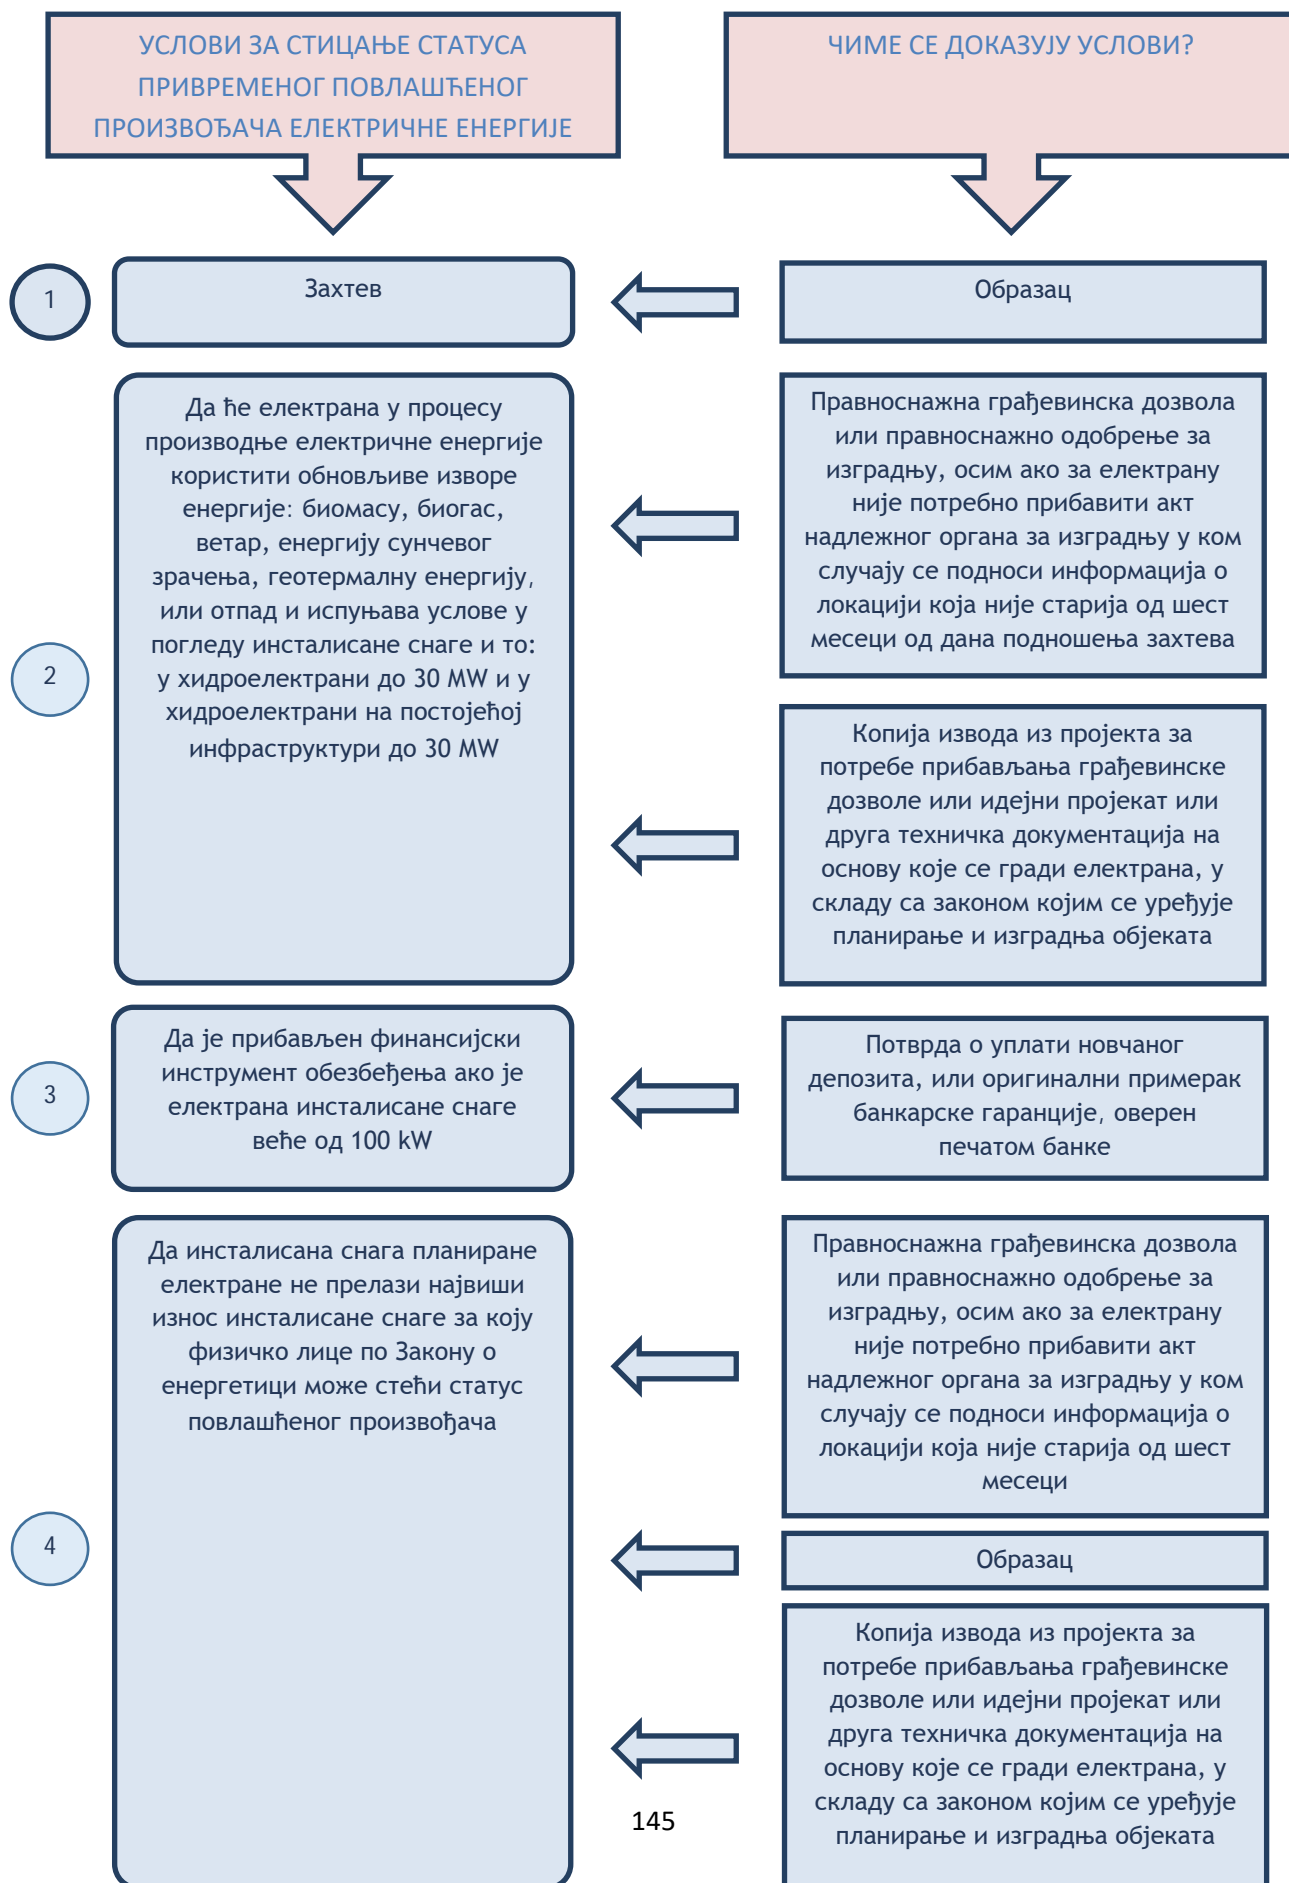 УСЛОВИ ЗА СТИЦАЊЕ СТАТУСА
ПРИВРЕМЕНОГ ПОВЛАШЋЕНОГ
ПРОИЗВОЂАЧА ЕЛЕКТРИЧНЕ ЕНЕРГИЈЕ
ЧИМЕ СЕ ДОКАЗУЈУ УСЛОВИ?
1
Захтев
Образац
2
Да ће електрана у процесу
производње електричне енергије
користити обновљиве изворе
енергије: биомасу, биогас,
ветар, енергију сунчевог
зрачења, геотермалну енергију,
или отпад и испуњава услове у
погледу инсталисане снаге и то:
у хидроелектрани до 30 MW и у
хидроелектрани на постојећој
инфраструктури до 30 MW
Правноснажна грађевинска дозвола
или правноснажно одобрење за
изградњу, осим ако за електрану
није потребно прибавити акт
надлежног органа за изградњу у ком
случају се подноси информација о
локацији која није старија од шест
месеци од дана подношења захтева
Копија извода из пројекта за
потребе прибављања грађевинске
дозволе или идејни пројекат или
друга техничка документација на
основу које се гради електрана, у
складу са законом којим се уређује
планирање и изградња објеката
3
Да је прибављен финансијски
инструмент обезбеђења ако је
електрана инсталисане снаге
веће од 100 kW
Потврда о уплати новчаног
депозита, или оригинални примерак
банкарске гаранције, оверен
печатом банке
4
Да инсталисана снага планиране
електране не прелази највиши
износ инсталисане снаге за коју
физичко лице по Закону о
енергетици може стећи статус
повлашћеног произвођача
Правноснажна грађевинска дозвола
или правноснажно одобрење за
изградњу, осим ако за електрану
није потребно прибавити акт
надлежног органа за изградњу у ком
случају се подноси информација о
локацији која није старија од шест
месеци
Образац
Копија извода из пројекта за
потребе прибављања грађевинске
дозволе или идејни пројекат или
друга техничка документација на
основу које се гради електрана, у
складу са законом којим се уређује
планирање и изградња објеката
145